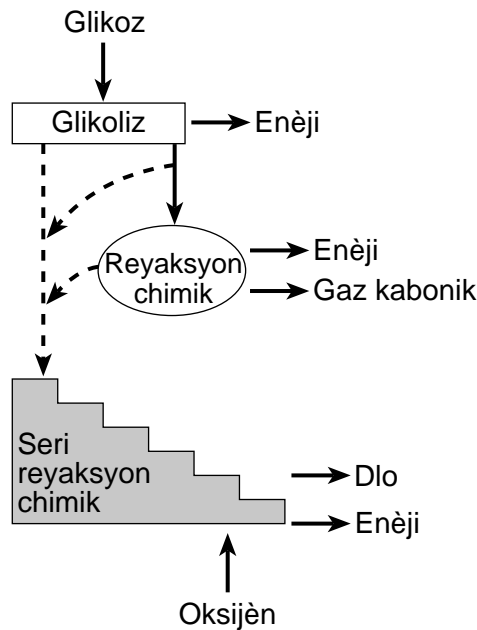 Glikoz
Glikoliz
Enèji
Reyaksyon
chimik
Enèji
Gaz kabonik
Seri
reyaksyon
chimik
Dlo
Enèji
Oksijèn